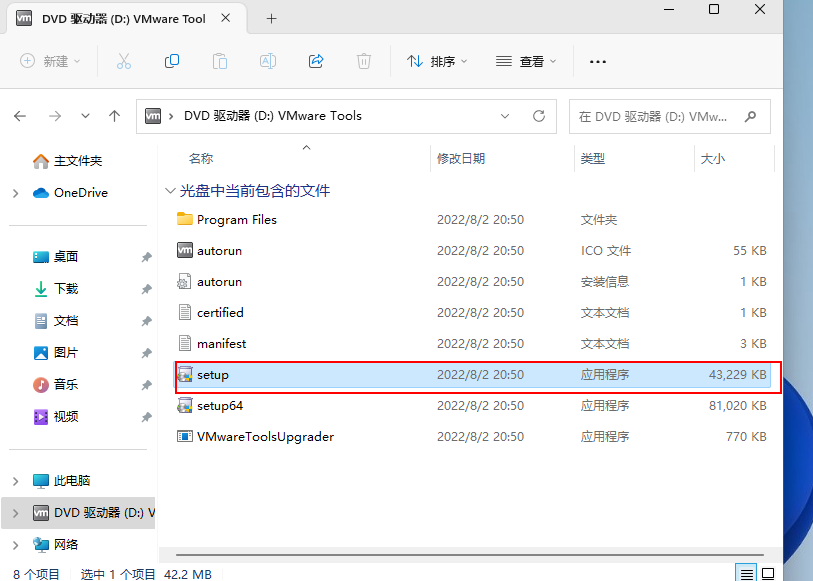 vm DVD 驱动器 (D:) VMware Tool
新建 排序 查看
vm DVD 驱动器 (D:) VMware Tools 在 DVD 驱动器 (D:) VMw...
名称 修改日期 类型 大小
主文件夹
OneDrive
桌面
下载
文档
图片
音乐
视频
此电脑
vm DVD 驱动器 (D:) V
网络
光盘中当前包含的文件
Program Files 2022/8/2 20:50 文件夹
vm autorun 2022/8/2 20:50 ICO 文件 55 KB
autorun 2022/8/2 20:50 安装信息 1 KB
certified 2022/8/2 20:50 文本文档 1 KB
manifest 2022/8/2 20:50 文本文档 3 KB
setup 2022/8/2 20:50 应用程序 43,229 KB
setup64 2022/8/2 20:50 应用程序 81,020 KB
VMwareToolsUpgrader 2022/8/2 20:50 应用程序 770 KB
8 个项目 选中 1 个项目 42.2 MB